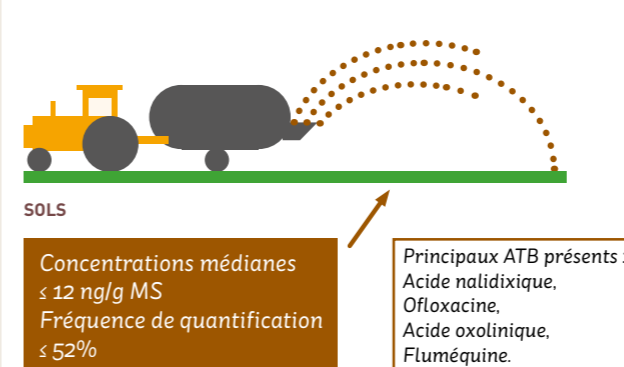 SOLS
Concentrations médianes
≤ 12 ng/g MS
Fréquence de quantification
≤ 52%
Principaux ATB présents :
Acide nalidixique,
Ofloxacine,
Acide oxolinique,
Fluméquine.